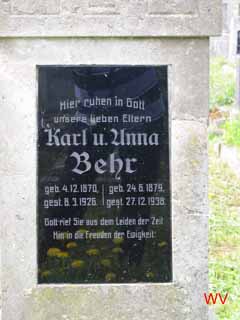 Hier ruhen in Gott
unsere lieben Eltern
Karl u. Anna
Behr
geb. 4.12.1870, geb. 24.6.1879,
gest. 8.3.1926. gest. 27.12.1938.
Gott rief Sie aus dem Leiden der Zeit
Hin in die Freuden der Ewigkeit.
WV